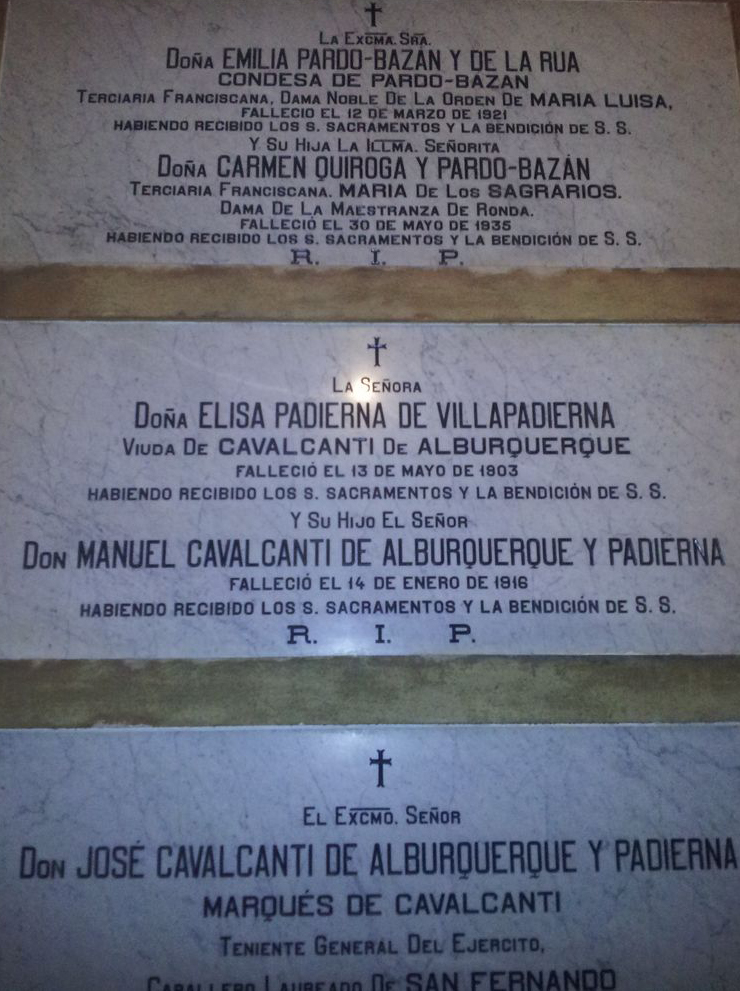 LA EXCMA. SRA.
DOÑA EMILIA PARDO-BAZÁN Y DE LA RUA
CONDESA DE PARDO-BAZAN
TERCIARIA FRANCISCANA, DAMA NOBLE DE LA ORDEN DE MARIA LUISA,
FALLECIO EL 12 DE MARZO DE 1921
HABIENDO RECIBIDO LOS S. SACRAMENTOS Y LA BENDICIÓN DE S. S.
Y SU HIJA LA ILLMA. SEÑORITA
DOÑA CARMEN QUIROGA Y PARDO-BAZÁN
TERCIARIA FRANCISCANA. MARIA DE LOS SAGRARIOS.
DAMA DE LA MAESTRANZA DE RONDA.
FALLECIÓ EL 30 DE MAYO DE 1935
HABIENDO RECIBIDO LOS S. SACRAMENTOS Y LA BENDICIÓN DE S. S.
R. I. P.
LA SEÑORA
DOÑA ELISA PADIERNA DE VILLAPADIERNA
VIUDA DE CAVALCANTI DE ALBURQUERQUE
FALLECIÓ EL 13 DE MAYO DE 1903
HABIENDO RECIBIDO LOS S. SACRAMENTOS Y LA BENDICIÓN DE S. S.
Y SU HIJO EL SEÑOR
DON MANUEL CAVALCANTI DE ALBURQUERQUE Y PADIERNA
FALLECIÓ EL 14 DE ENERO DE 1916
HABIENDO RECIBIDO LOS S. SACRAMENTOS Y LA BENDICIÓN DE S. S.
R. I. P.
EL EXCMO. SEÑOR
DON JOSÉ CAVALCANTI DE ALBURQUERQUE Y PADIERNA
MARQUÉS DE CAVALCANTI
TENIENTE GENERAL DEL EJERCITO,
CABALLERO LAUREADO DE SAN FERNANDO